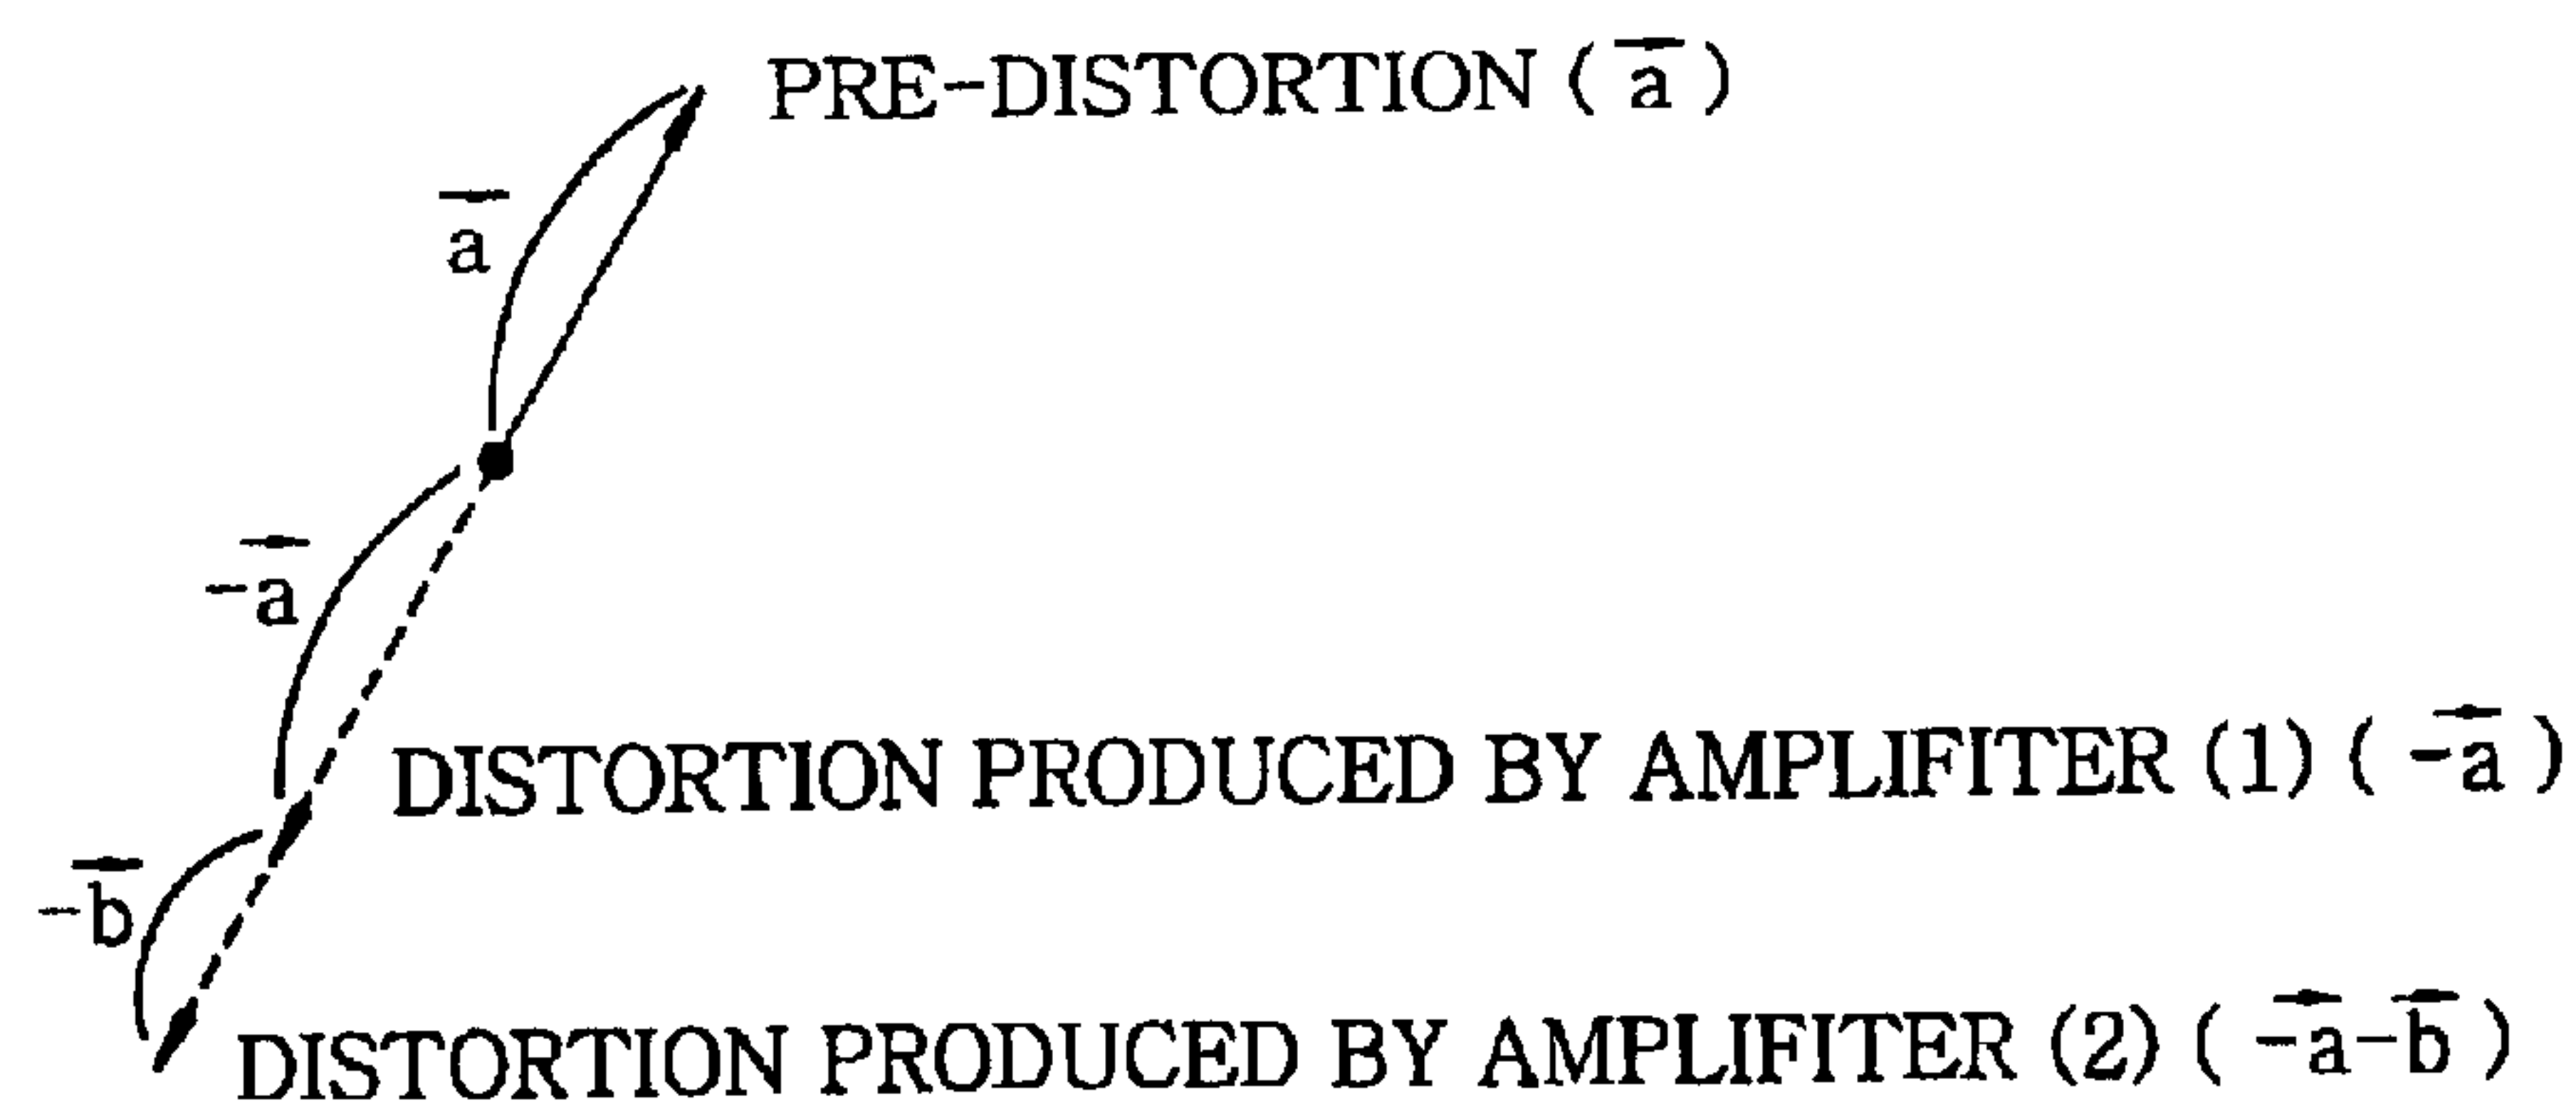 PRE-DISTORTION (a⃗)
a⃗
-a⃗
DISTORTION PRODUCED BY AMPLIFITER (1) (-a⃗)
-b⃗
DISTORTION PRODUCED BY AMPLIFITER (2) (-a⃗-b⃗)